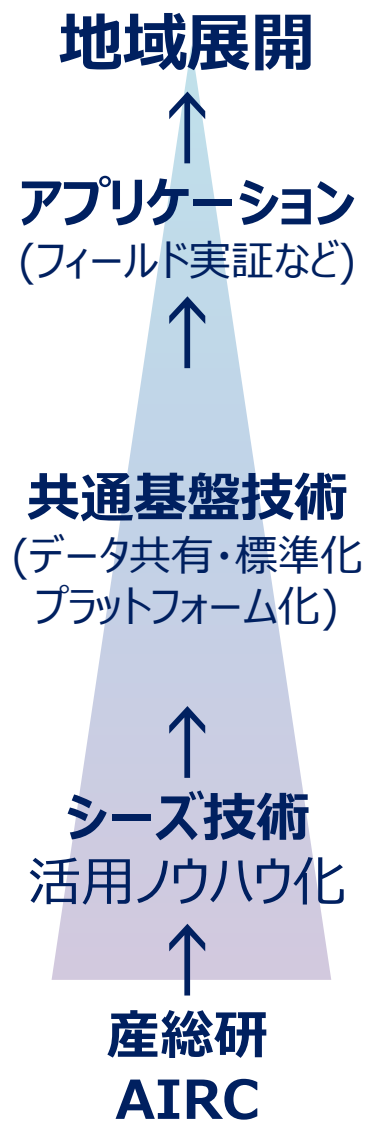 地域展開
↑
アプリケーション
(フィールド実証など)
↑
共通基盤技術
(データ共有・標準化
プラットフォーム化)
↑
シーズ技術
活用ノウハウ化
↑
産総研
AIRC